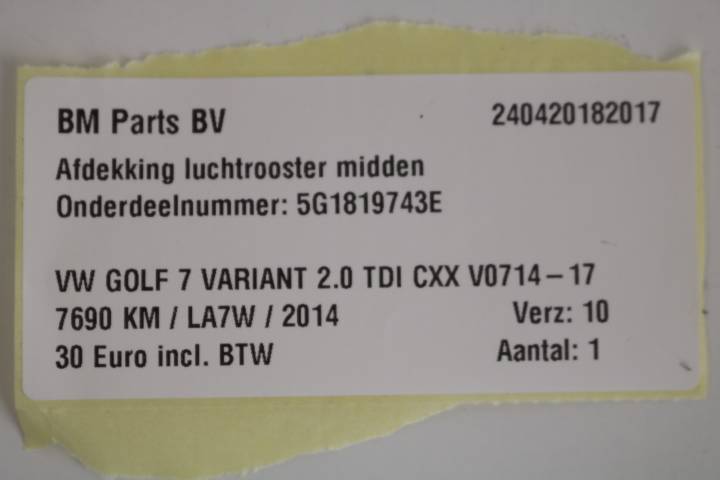 BM Parts BV 240420182017
Afdekking luchtrooster midden
Onderdeelnummer: 5G1819743E
VW GOLF 7 VARIANT 2.0 TDI CXX V0714-17
7690 KM / LA7W / 2014 Verz: 10
30 Euro incl. BTW Aantal: 1